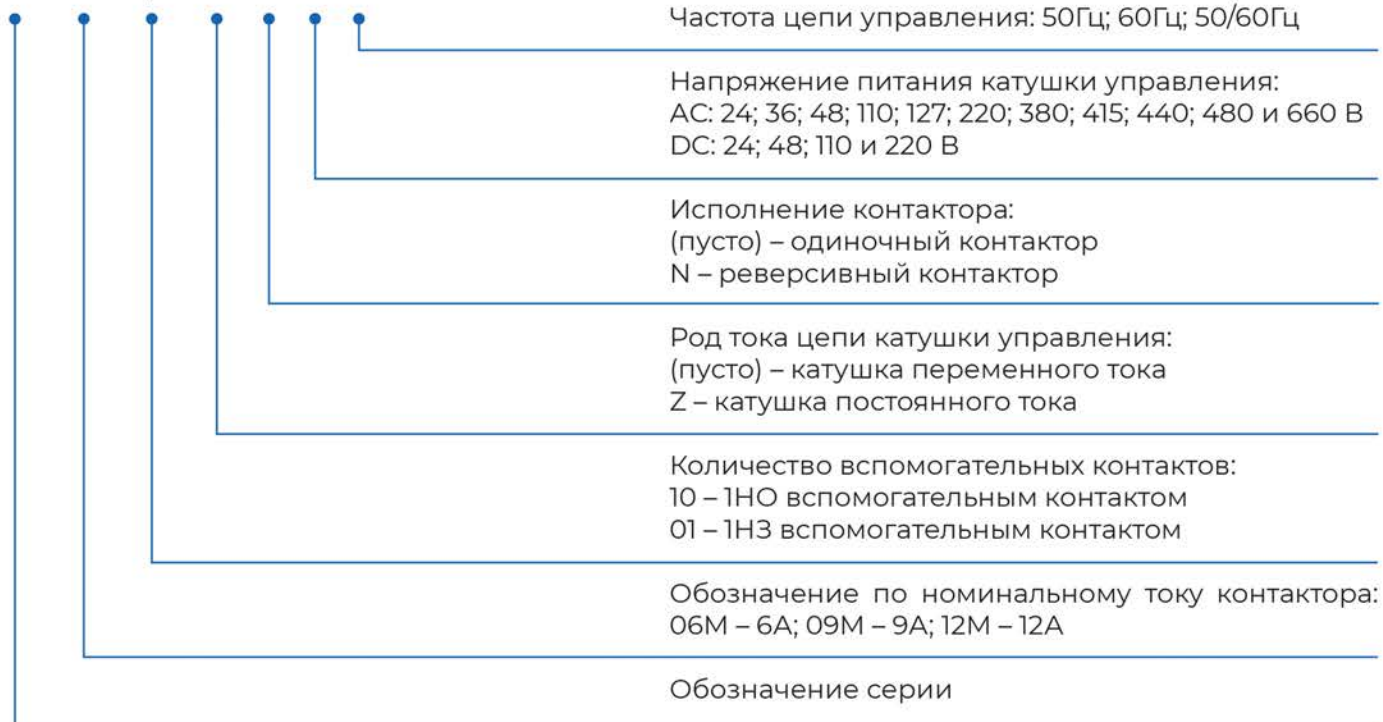 Частота цепи управления: 50Гц; 60Гц; 50/60Гц
Напряжение питания катушки управления:
AC: 24; 36; 48; 110; 127; 220; 380; 415; 440; 480 и 660 В
DC: 24; 48; 110 и 220 В
Исполнение контактора:
(пусто) – одиночный контактор
N – реверсивный контактор
Род тока цепи катушки управления:
(пусто) – катушка переменного тока
Z – катушка постоянного тока
Количество вспомогательных контактов:
10 – 1НО вспомогательным контактом
01 – 1НЗ вспомогательным контактом
Обозначение по номинальному току контактора:
06М – 6А; 09М – 9А; 12М – 12А
Обозначение серии